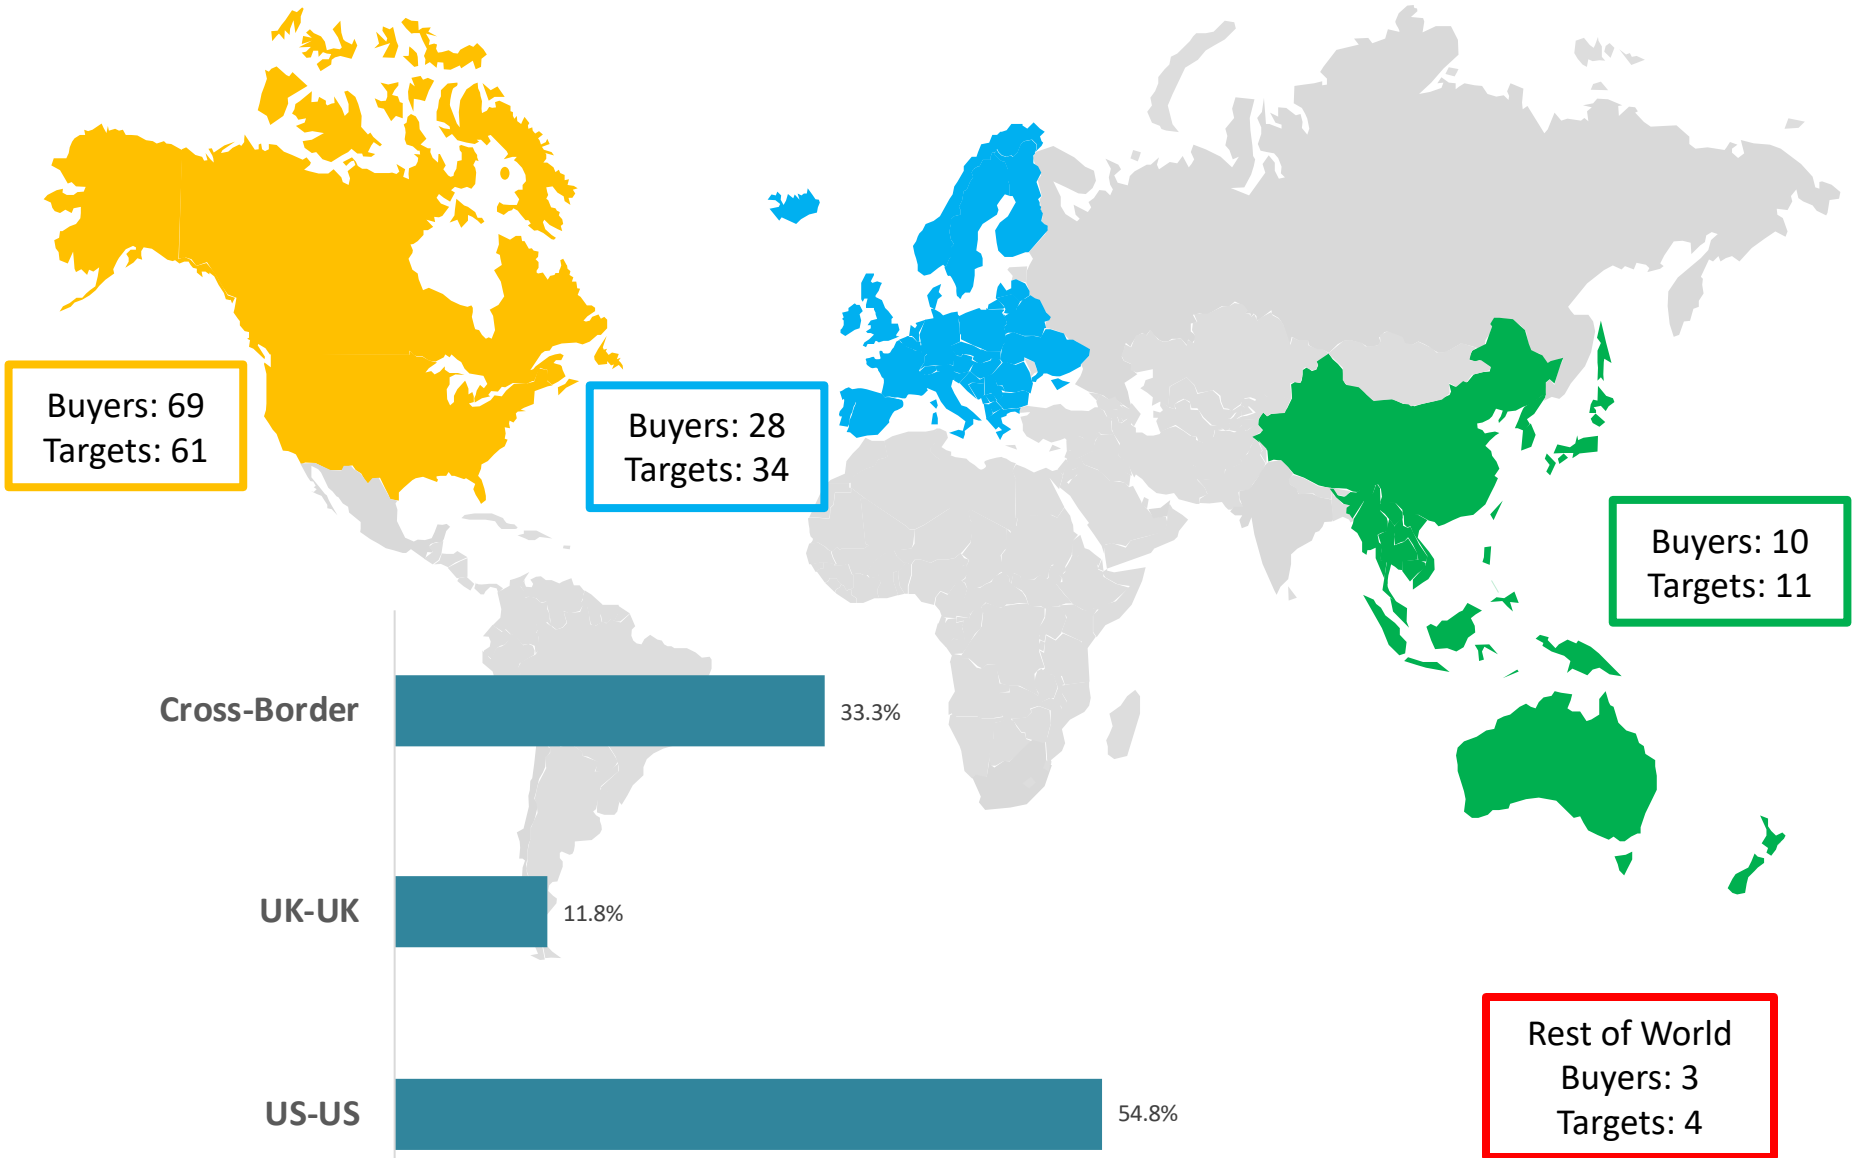 Buyers: 69
Targets: 61
Buyers: 28
Targets: 34
Buyers: 10
Targets: 11
Cross-Border
33.3%
UK-UK
11.8%
US-US
54.8%
Rest of World
Buyers: 3
Targets: 4